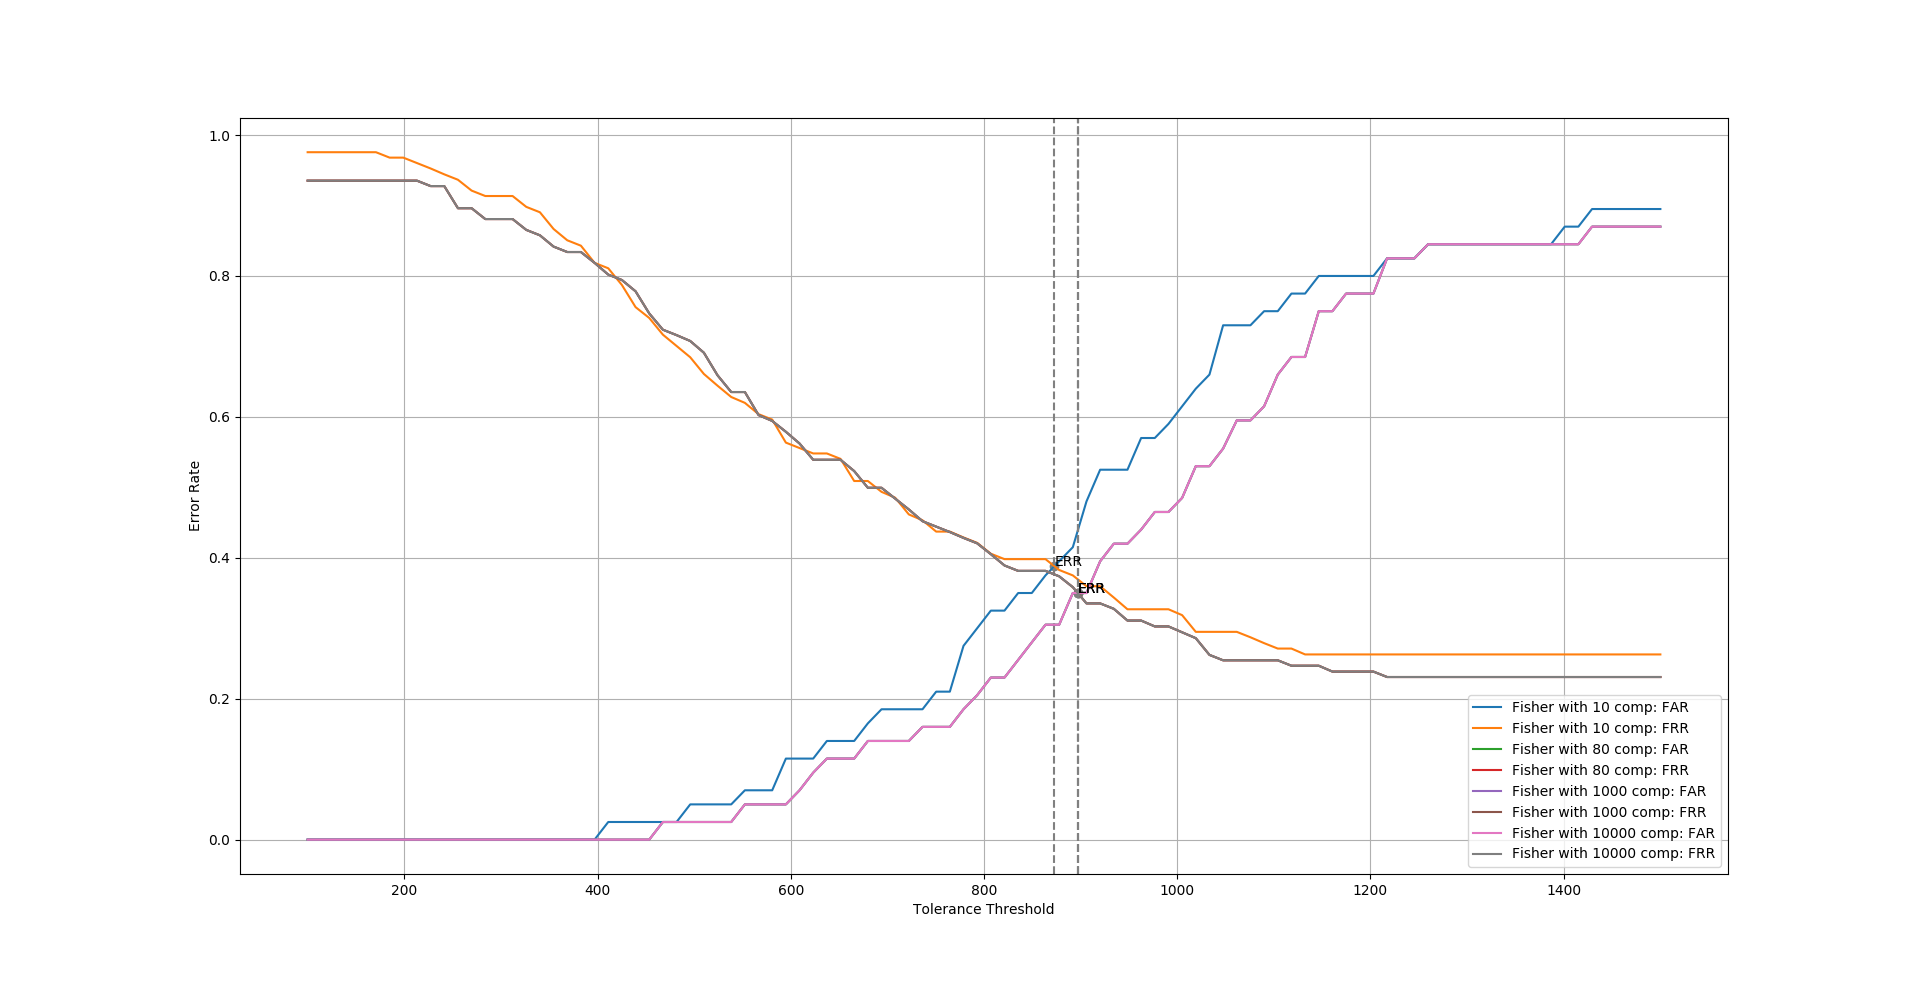 1.0
0.8
0.6
0.4
0.2
0.0
Error Rate
ERR
ERR
Fisher with 10 comp: FAR
Fisher with 10 comp: FRR
Fisher with 80 comp: FAR
Fisher with 80 comp: FRR
Fisher with 1000 comp: FAR
Fisher with 1000 comp: FRR
Fisher with 10000 comp: FAR
Fisher with 10000 comp: FRR
200 400 600 800 1000 1200 1400
Tolerance Threshold